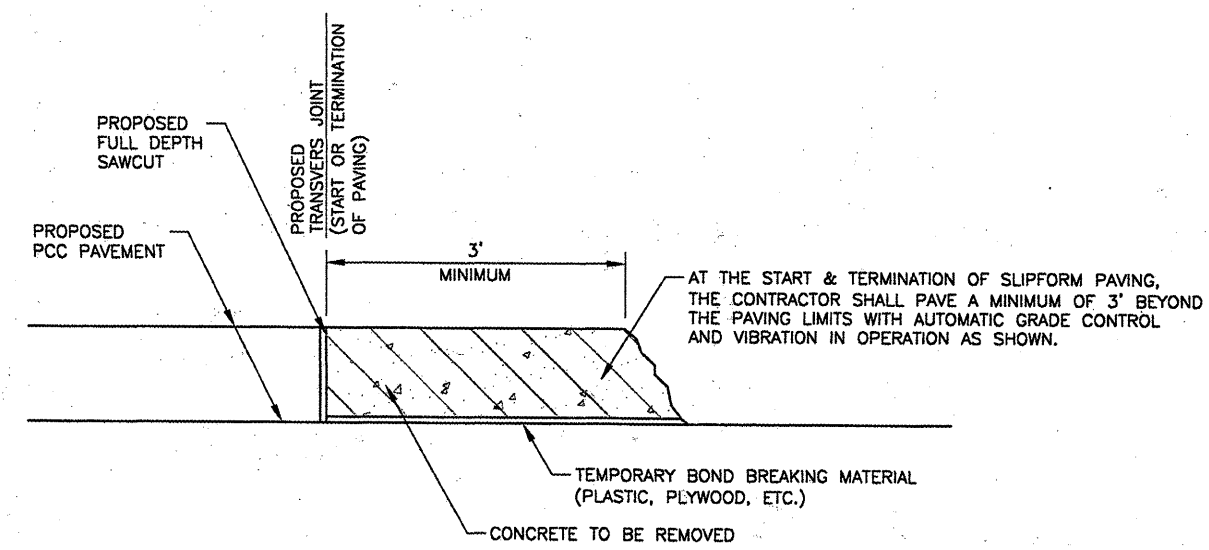 PROPOSED
TRANSVERS JOINT
(START OR TERMINATION
OF PAVING)
PROPOSED
FULL DEPTH
SAWCUT
PROPOSED
PCC PAVEMENT
3'
MINIMUM
AT THE START & TERMINATION OF SLIPFORM PAVING,
THE CONTRACTOR SHALL PAVE A MINIMUM OF 3' BEYOND
THE PAVING LIMITS WITH AUTOMATIC GRADE CONTROL
AND VIBRATION IN OPERATION AS SHOWN.
TEMPORARY BOND BREAKING MATERIAL
(PLASTIC, PLYWOOD, ETC.)
CONCRETE TO BE REMOVED